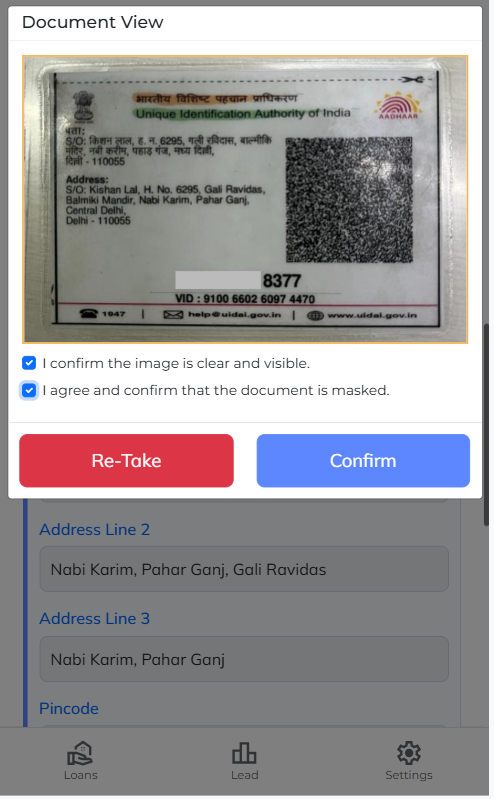 Document View
भारतीय विशिष्ट पहचान प्राधिकरण
Unique Identification Authority of India
AADHAAR
पता:
S/O: किशन लाल, ह. न. 6295, गली रविदास, बाल्मीकि
मंदिर, नबी करीम, पहाड़ गंज, मध्य दिल्ली,
दिल्ली - 110055
Address:
S/O: Kishan Lal, H. No. 6295, Gali Ravidas,
Balmiki Mandir, Nabi Karim, Pahar Ganj,
Central Delhi,
Delhi - 110055
8377
VID : 9100 6602 6097 4470
1947 | help@uidai.gov.in | www.uidai.gov.in
I confirm the image is clear and visible.
I agree and confirm that the document is masked.
Re-Take Confirm
Address Line 2
Nabi Karim, Pahar Ganj, Gali Ravidas
Address Line 3
Nabi Karim, Pahar Ganj
Pincode
Loans Lead Settings